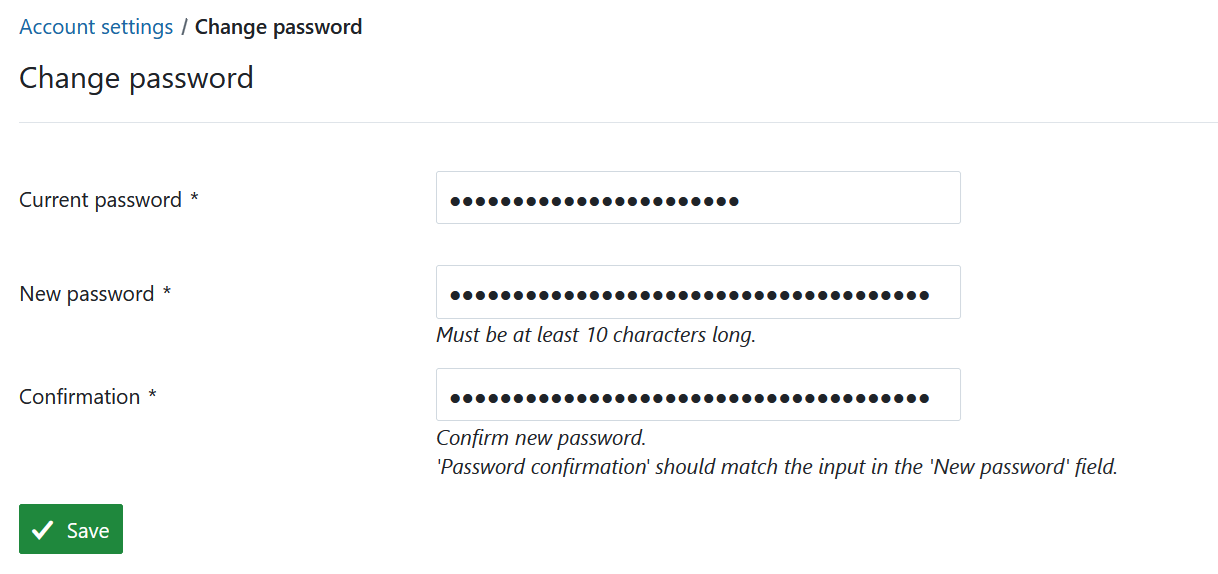 Account settings / Change password
Change password
Current password *
•••••••••••••••••••••••
New password *
••••••••••••••••••••••••••••••••••••••
Must be at least 10 characters long.
Confirmation *
••••••••••••••••••••••••••••••••••••••
Confirm new password.
'Password confirmation' should match the input in the 'New password' field.
Save